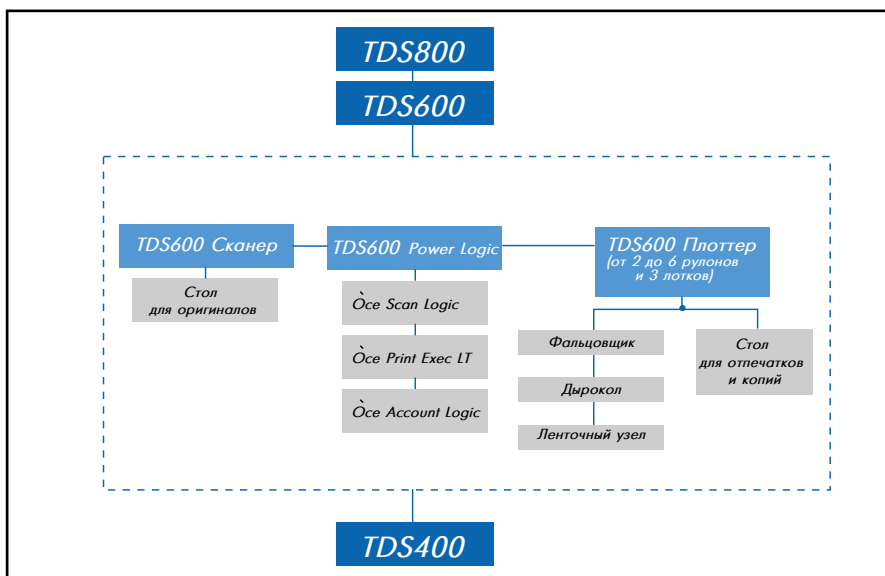 TDS800
TDS600
TDS600 Сканер
TDS600 Power Logic
TDS600 Плоттер
(от 2 до 6 рулонов
и 3 лотков)
Стол
для оригиналов
Òce Scan Logic
Òce Print Exec LT
Òce Account Logic
Фальцовщик
Дырокол
Ленточный узел
Стол
для отпечатков
и копий
TDS400